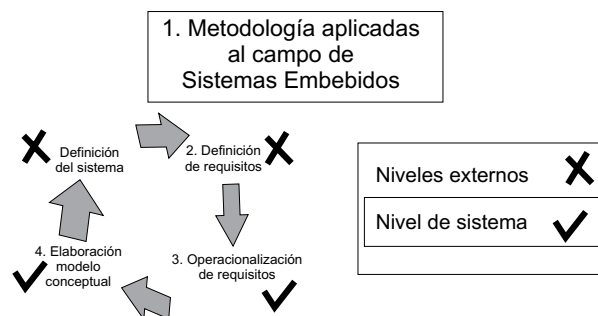 1. Metodología aplicadas
al campo de
Sistemas Embebidos
Definición
del sistema
2. Definición
de requisitos
3. Operacionalización
de requisitos
4. Elaboración
modelo
conceptual
Niveles externos
Nivel de sistema